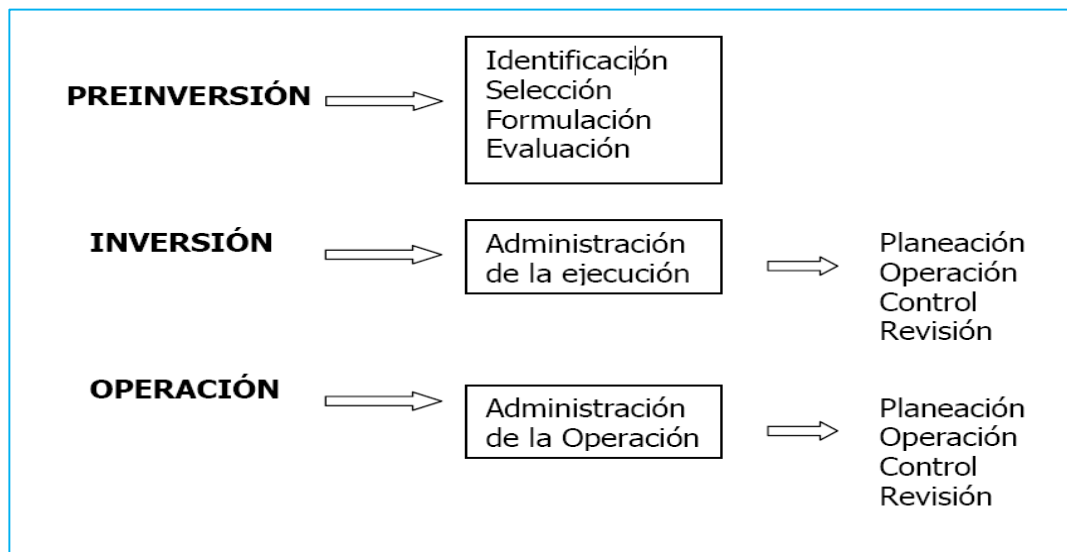 PREINVERSIÓN
Identificación
Selección
Formulación
Evaluación
INVERSIÓN
Administración
de la ejecución
Planeación
Operación
Control
Revisión
OPERACIÓN
Administración
de la Operación
Planeación
Operación
Control
Revisión